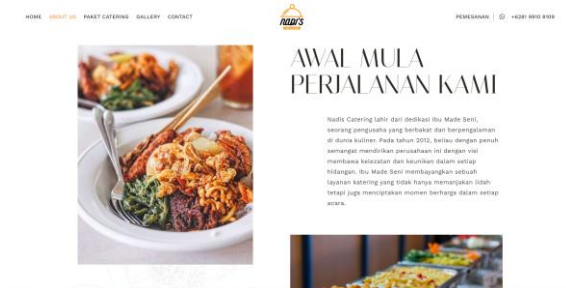 HOME ABOUT US PAKET CATERING GALLERY CONTACT
NADI'S
PEMESANAN +6281 9910 8109
AWAL MULA
PERJALANAN KAMI
Nadis Catering lahir dari dedikasi Ibu Made Seni,
seorang pengusaha yang berbakat dan berpengalaman
di dunia kuliner. Pada tahun 2012, beliau dengan penuh
semangat mendirikan perusahaan ini dengan visi
membawa kelezatan dan keunikan dalam setiap
hidangan. Ibu Made Seni membayangkan sebuah
layanan katering yang tidak hanya memanjakan lidah
tetapi juga menciptakan momen berharga dalam setiap
acara.